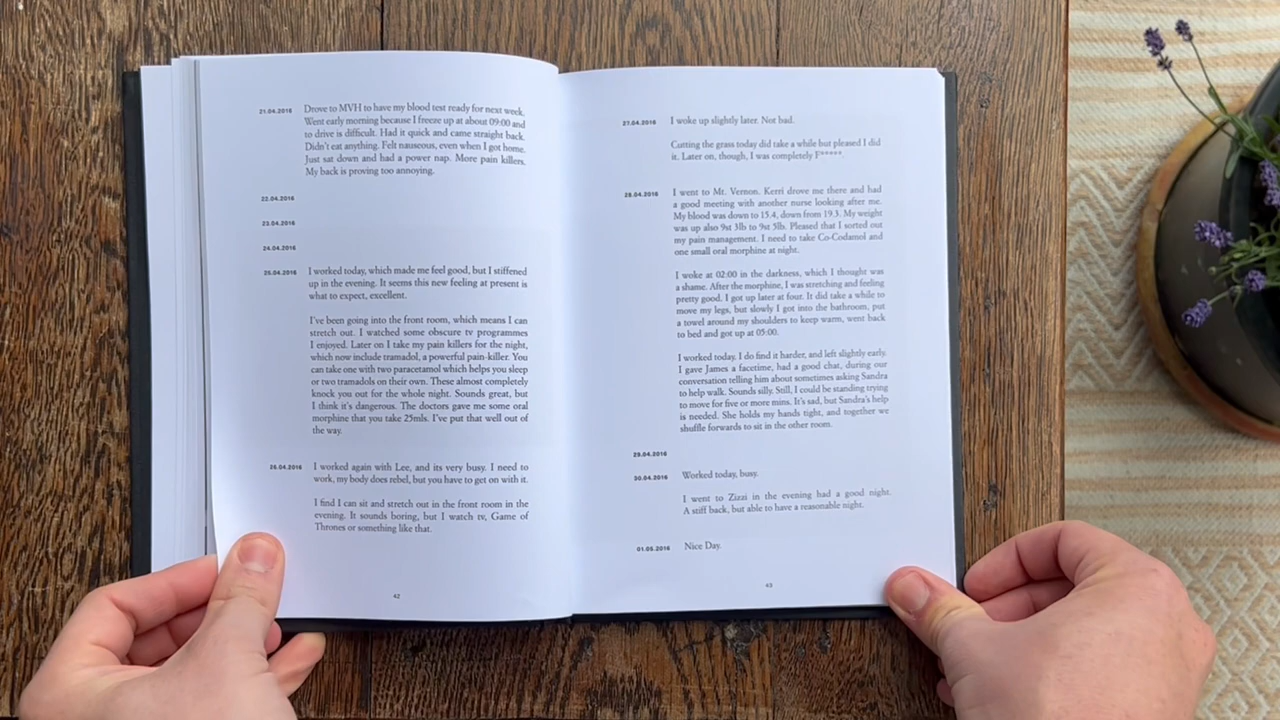 21.04.2016 Drove to MVH to have my blood test ready for next week.
Went early morning because I freeze up at about 09:00 and
to drive is difficult. Had it quick and came straight back.
Didn't eat anything. Felt nauseous, even when I got home.
Just sat down and had a power nap. More pain killers.
My back is proving too annoying.
22.04.2016
23.04.2016
24.04.2016
25.04.2016 I worked today, which made me feel good, but I stiffened
up in the evening. It seems this new feeling at present is
what to expect, excellent.
I've been going into the front room, which means I can
stretch out. I watched some obscure tv programmes
I enjoyed. Later on I take my pain killers for the night,
which now include tramadol, a powerful pain-killer. You
can take one with two paracetamol which helps you sleep
or two tramadols on their own. These almost completely
knock you out for the whole night. Sounds great, but
I think it's dangerous. The doctors gave me some oral
morphine that you take 25mls. I've put that well out of
the way.
26.04.2016 I worked again with Lee, and its very busy. I need to
work, my body does rebel, but you have to get on with it.
I find I can sit and stretch out in the front room in the
evening. It sounds boring, but I watch tv, Game of
Thrones or something like that.
42
27.04.2016 I woke up slightly later. Not bad.
Cutting the grass today did take a while but pleased I did
it. Later on, though, I was completely F*****.
28.04.2016 I went to Mt. Vernon. Kerri drove me there and had
a good meeting with another nurse looking after me.
My blood was down to 15.4, down from 19.3. My weight
was up also 9st 3lb to 9st 5lb. Pleased that I sorted out
my pain management. I need to take Co-Codamol and
one small oral morphine at night.
I woke at 02:00 in the darkness, which I thought was
a shame. After the morphine, I was stretching and feeling
pretty good. I got up later at four. It did take a while to
move my legs, but slowly I got into the bathroom, put
a towel around my shoulders to keep warm, went back
to bed and got up at 05:00.
I worked today. I do find it harder, and left slightly early.
I gave James a facetime, had a good chat, during our
conversation telling him about sometimes asking Sandra
to help walk. Sounds silly. Still, I could be standing trying
to move for five or more mins. It's sad, but Sandra's help
is needed. She holds my hands tight, and together we
shuffle forwards to sit in the other room.
29.04.2016
30.04.2016 Worked today, busy.
I went to Zizzi in the evening had a good night.
A stiff back, but able to have a reasonable night.
01.05.2016 Nice Day.
43